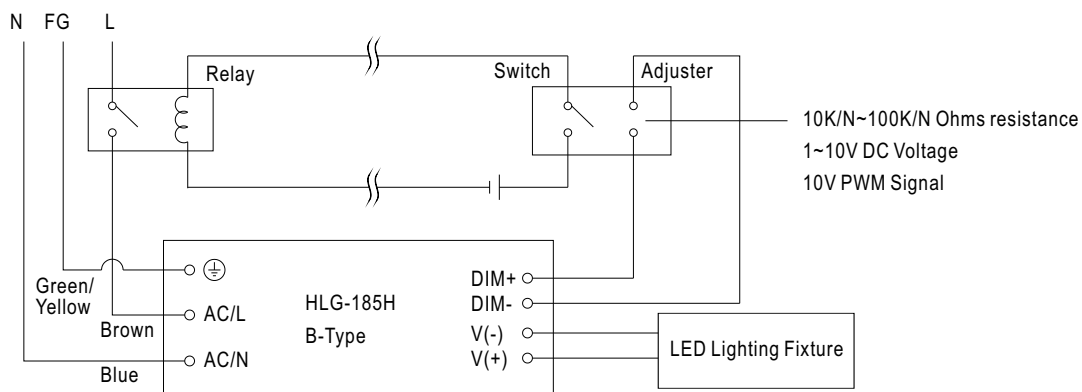 N FG L
Relay
Switch
Adjuster
10K/N~100K/N Ohms resistance
1~10V DC Voltage
10V PWM Signal
Green/
Yellow
Brown
Blue
AC/L
AC/N
HLG-185H
B-Type
DIM+
DIM-
V(-)
V(+)
LED Lighting Fixture